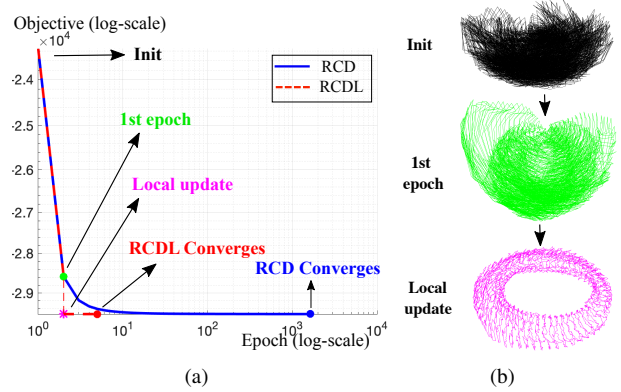 Objective (log-scale)
×10⁴
Init
RCD
RCDL
-2.4
1st epoch
-2.5
-2.6
Local update
-2.7
RCDL Converges
RCD Converges
-2.8
-2.9
10⁰
10¹
10²
10³
10⁴
Epoch (log-scale)
(a)
Init
1st
epoch
Local
update
(b)